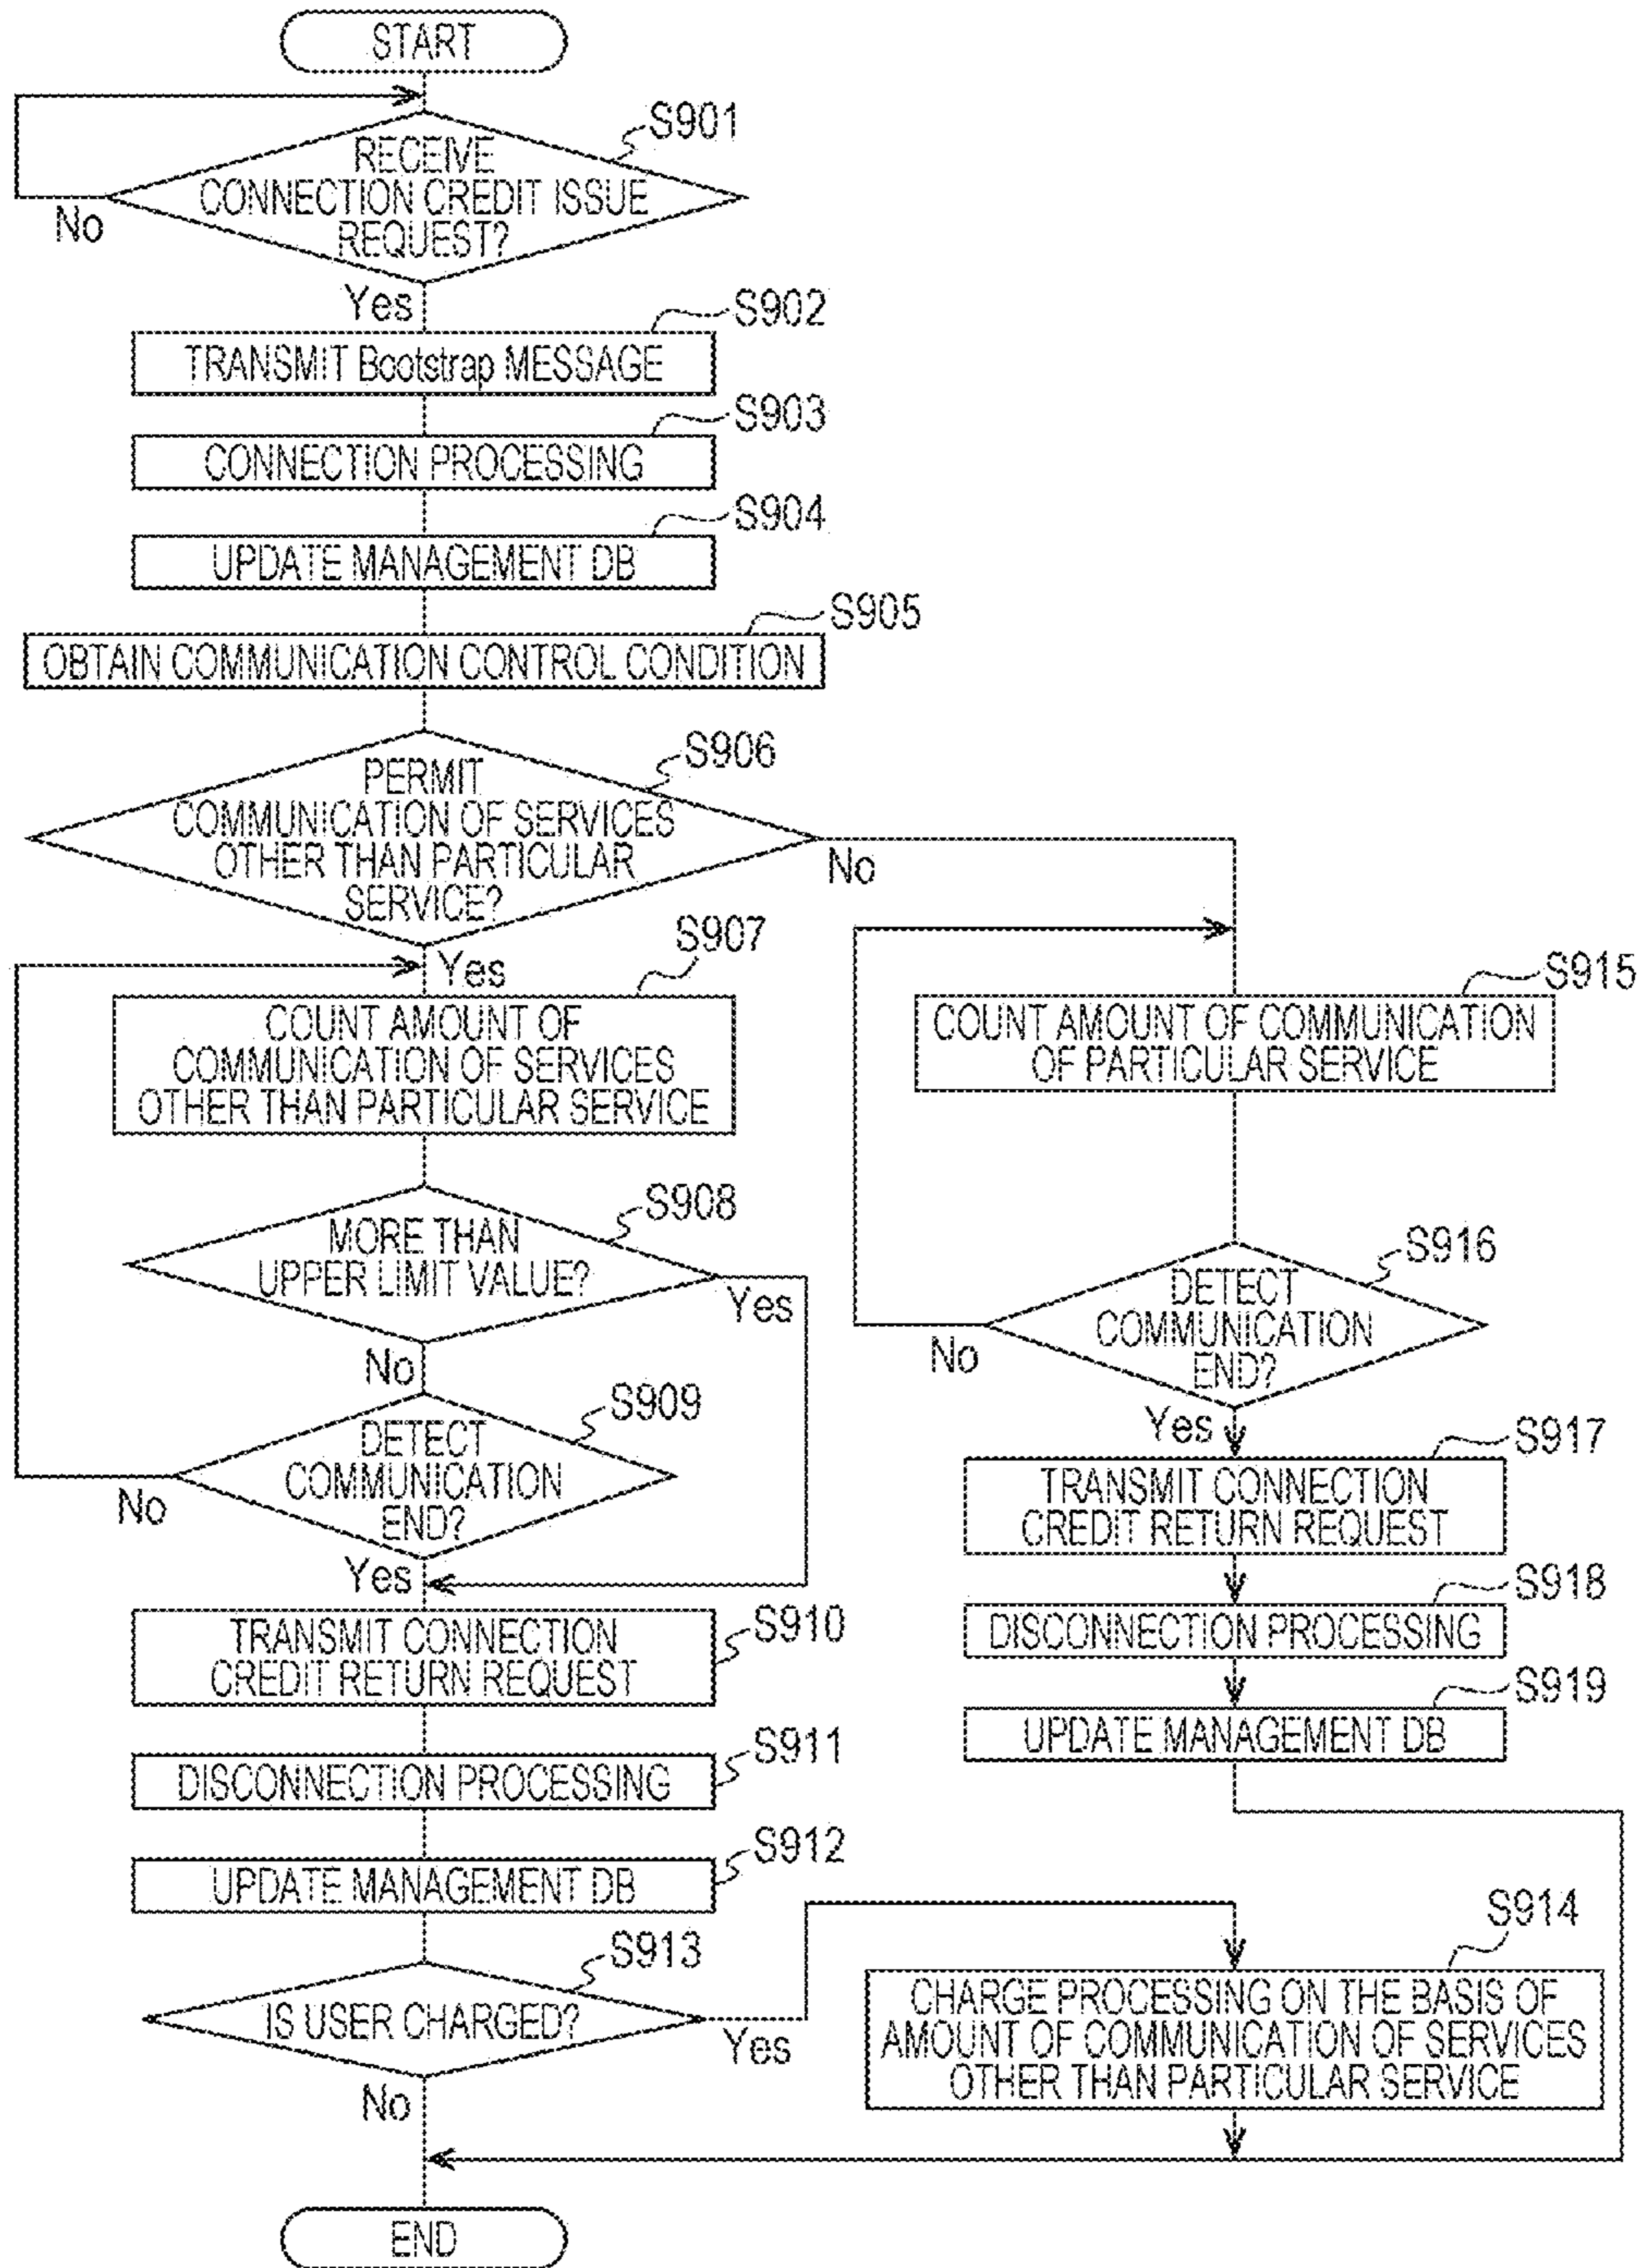 START
S901
RECEIVE
CONNECTION CREDIT ISSUE
REQUEST?
No
Yes
S902
TRANSMIT Bootstrap MESSAGE
S903
CONNECTION PROCESSING
S904
UPDATE MANAGEMENT DB
S905
OBTAIN COMMUNICATION CONTROL CONDITION
S906
PERMIT
COMMUNICATION OF SERVICES
OTHER THAN PARTICULAR
SERVICE?
No
Yes
S907
COUNT AMOUNT OF
COMMUNICATION OF SERVICES
OTHER THAN PARTICULAR SERVICE
S908
MORE THAN
UPPER LIMIT VALUE?
Yes
No
S909
DETECT
COMMUNICATION
END?
No
Yes
S910
TRANSMIT CONNECTION
CREDIT RETURN REQUEST
S911
DISCONNECTION PROCESSING
S912
UPDATE MANAGEMENT DB
S913
IS USER CHARGED?
Yes
No
S914
CHARGE PROCESSING ON THE BASIS OF
AMOUNT OF COMMUNICATION OF SERVICES
OTHER THAN PARTICULAR SERVICE
S915
COUNT AMOUNT OF COMMUNICATION
OF PARTICULAR SERVICE
S916
DETECT
COMMUNICATION
END?
No
Yes
S917
TRANSMIT CONNECTION
CREDIT RETURN REQUEST
S918
DISCONNECTION PROCESSING
S919
UPDATE MANAGEMENT DB
END